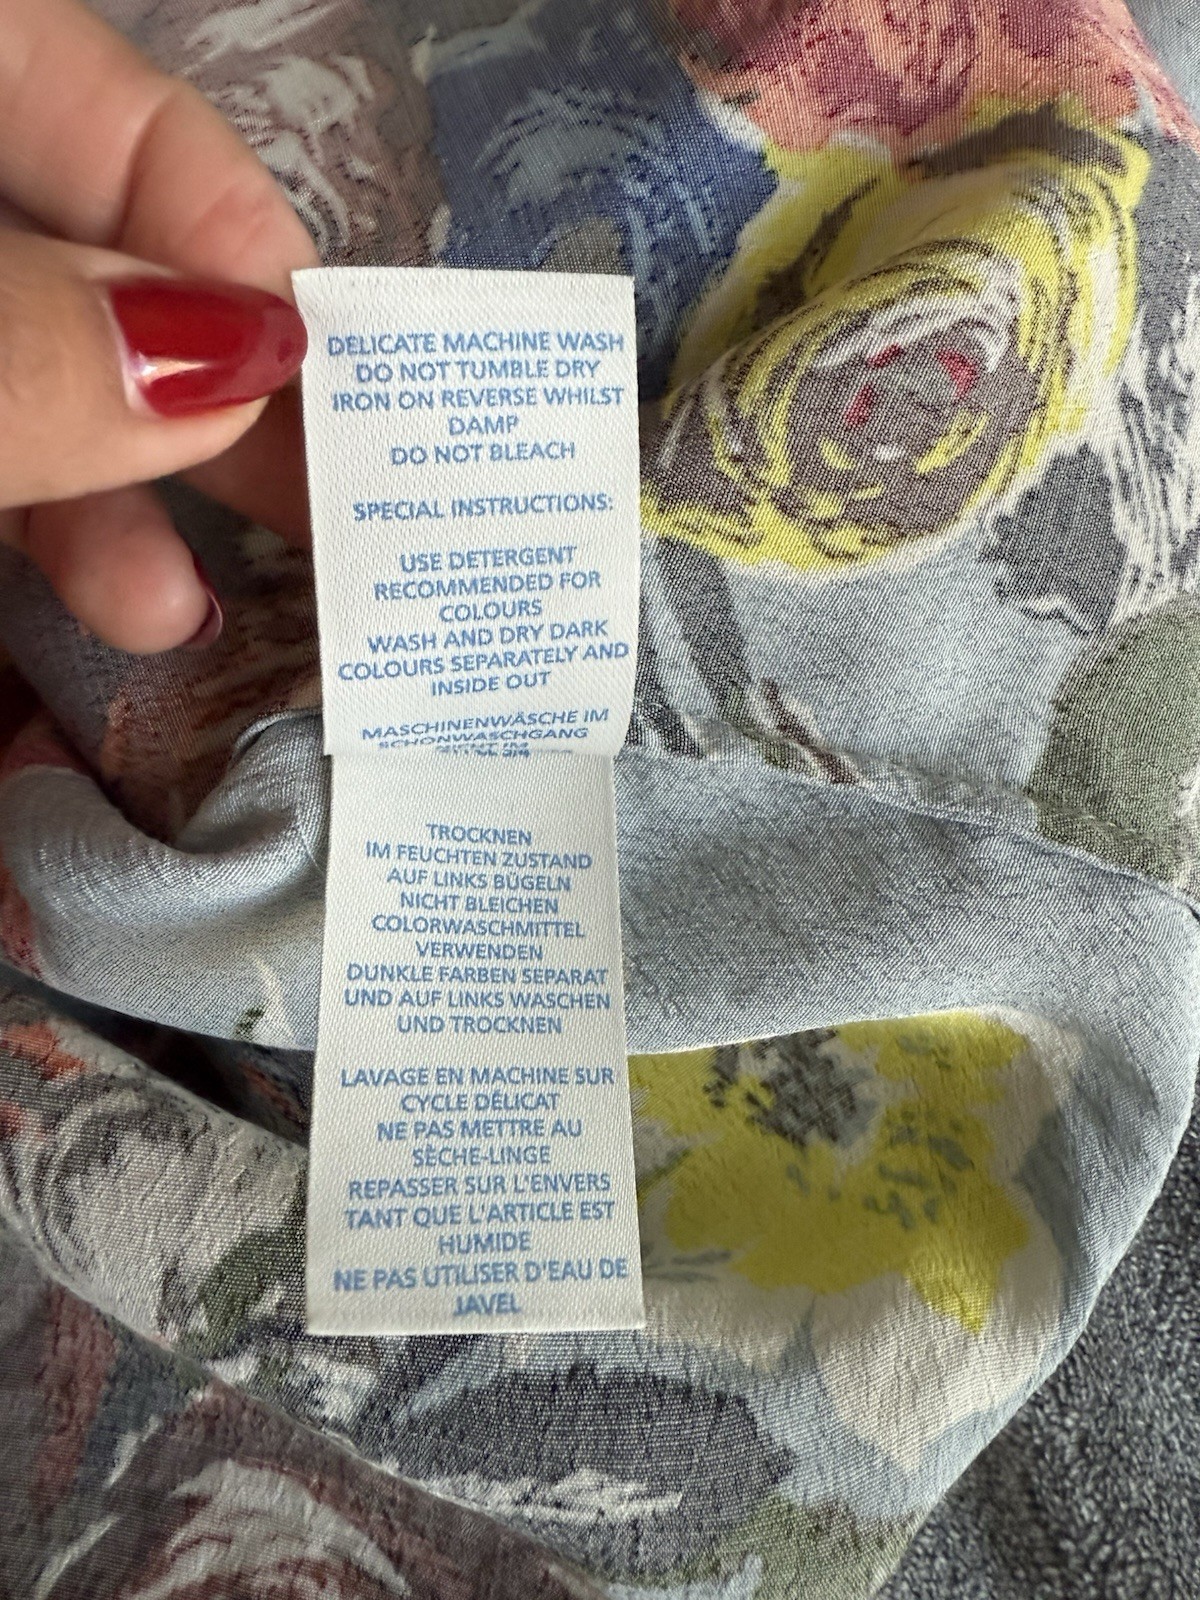 DELICATE MACHINE WASH
DO NOT TUMBLE DRY
IRON ON REVERSE WHILST
DAMP
DO NOT BLEACH
SPECIAL INSTRUCTIONS:
USE DETERGENT
RECOMMENDED FOR
COLOURS
WASH AND DRY DARK
COLOURS SEPARATELY AND
INSIDE OUT
MASCHINENWÄSCHE IM
SCHONWASCHGANG
NICHT IM
TROCKNEN
IM FEUCHTEN ZUSTAND
AUF LINKS BÜGELN
NICHT BLEICHEN
COLORWASCHMITTEL
VERWENDEN
DUNKLE FARBEN SEPARAT
UND AUF LINKS WASCHEN
UND TROCKNEN
LAVAGE EN MACHINE SUR
CYCLE DÉLICAT
NE PAS METTRE AU
SÈCHE-LINGE
REPASSER SUR L'ENVERS
TANT QUE L'ARTICLE EST
HUMIDE
NE PAS UTILISER D'EAU DE
JAVEL